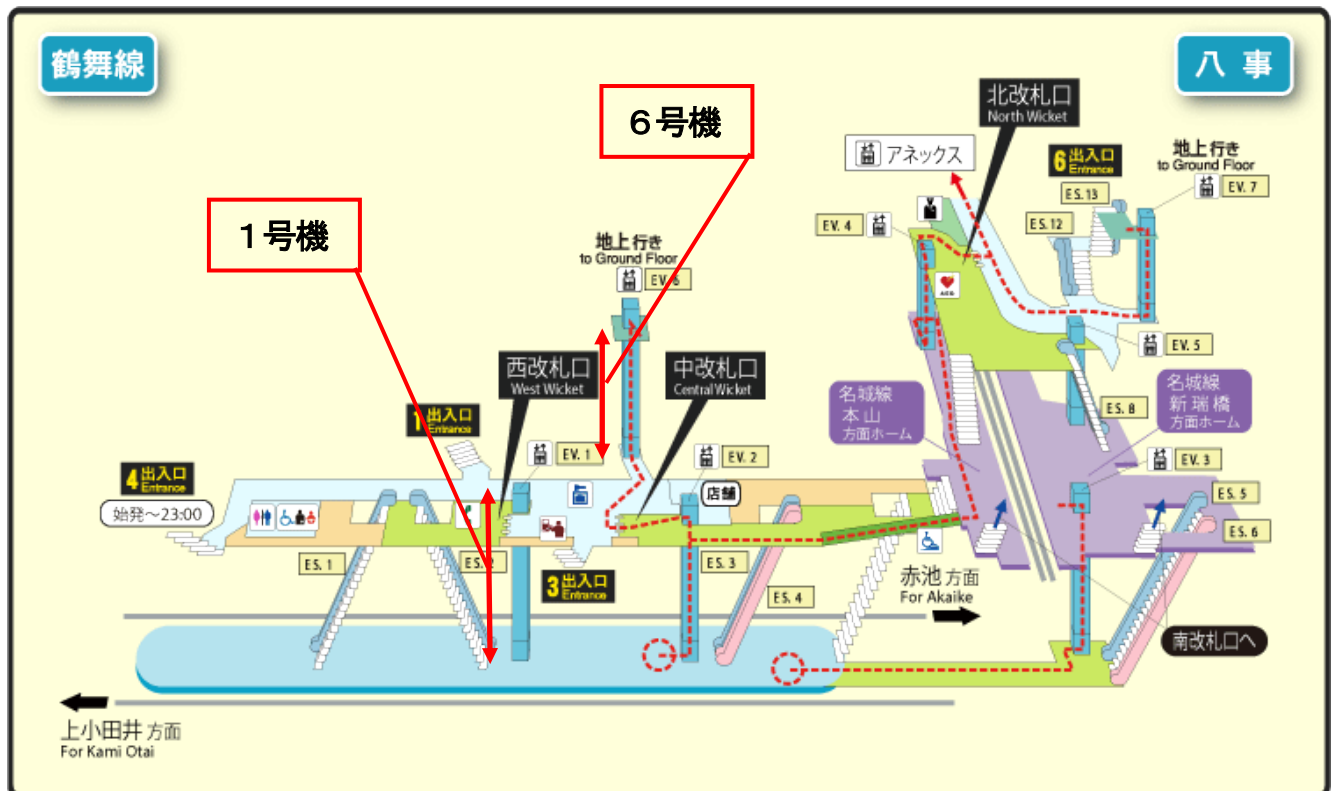 鶴舞線
八事
６号機
１号機
北改札口
North Wicket
アネックス
6 出入口
Entrance
地上行き
to Ground Floor
EV. 7
ES. 13
ES. 12
EV. 4
地上行き
to Ground Floor
EV. 6
EV. 5
西改札口
West Wicket
中改札口
Central Wicket
名城線
本山
方面ホーム
名城線
新瑞橋
方面ホーム
ES. 8
1 出入口
Entrance
EV. 1
EV. 2
EV. 3
4 出入口
Entrance
始発～23:00
店舗
ES. 5
ES. 6
ES. 1
ES. 2
ES. 3
3 出入口
Entrance
ES. 4
赤池 方面
For Akaike
南改札口へ
上小田井 方面
For Kami Otai